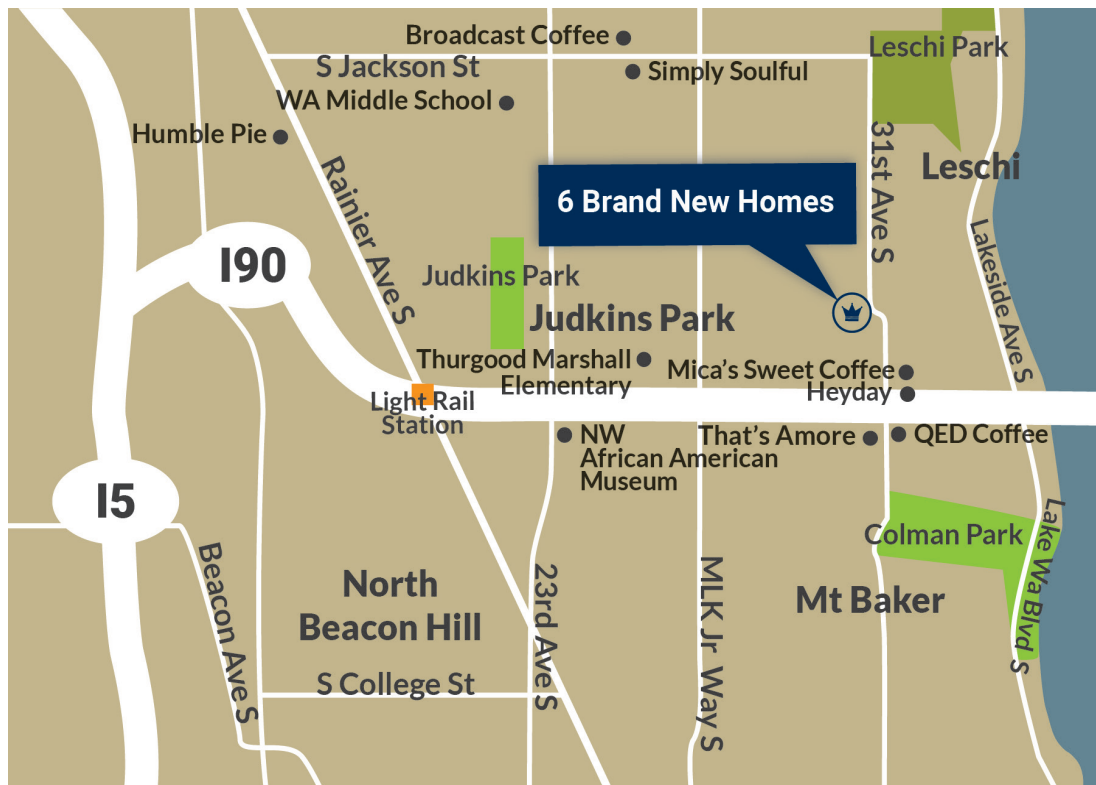 Broadcast Coffee
Leschi Park
S Jackson St
Simply Soulful
WA Middle School
Humble Pie
31st Ave S
Leschi
Rainier Ave S
6 Brand New Homes
Lakeside Ave S
I90
Judkins Park
Judkins Park
Thurgood Marshall
Elementary
Mica's Sweet Coffee
Heyday
Light Rail
Station
NW
African American
Museum
That's Amore
QED Coffee
I5
Colman Park
Lake Wa Blvd S
Beacon Ave S
North
Beacon Hill
23rd Ave S
MLK Jr Way S
Mt Baker
S College St